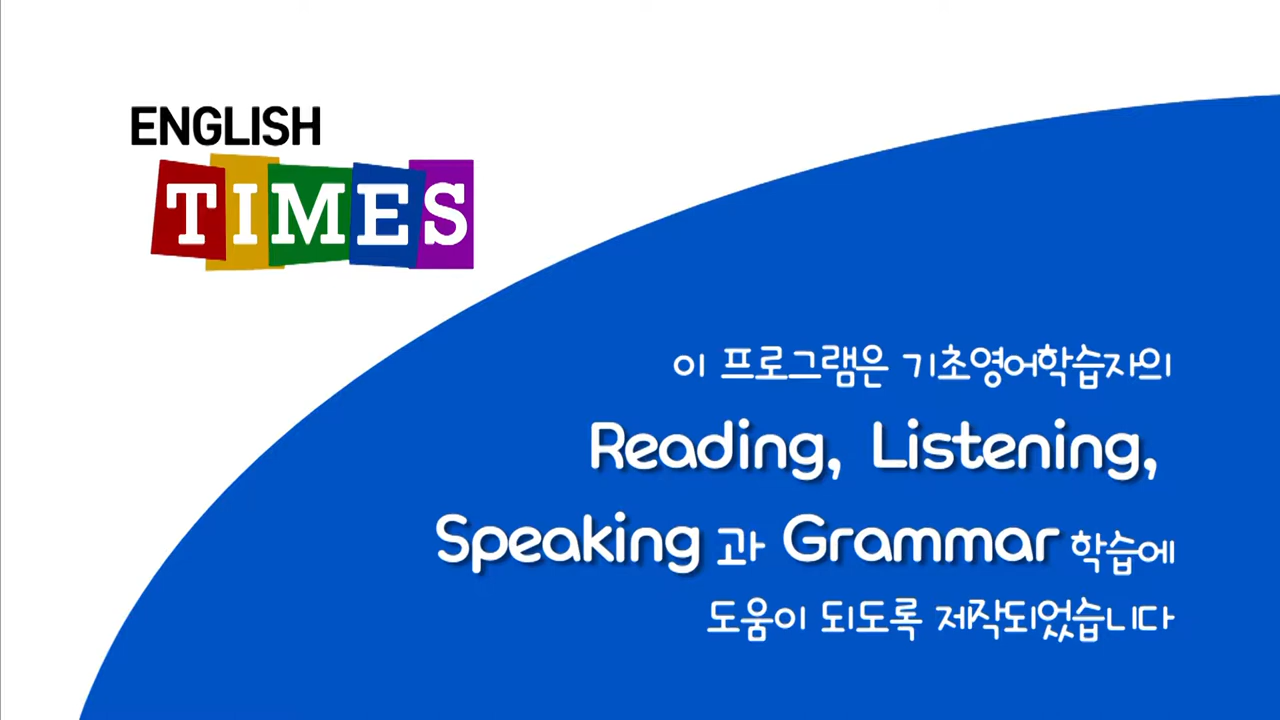 ENGLISH
TIMES
이 프로그램은 기초영어학습자의
Reading, Listening,
Speaking 과 Grammar 학습에
도움이 되도록 제작되었습니다